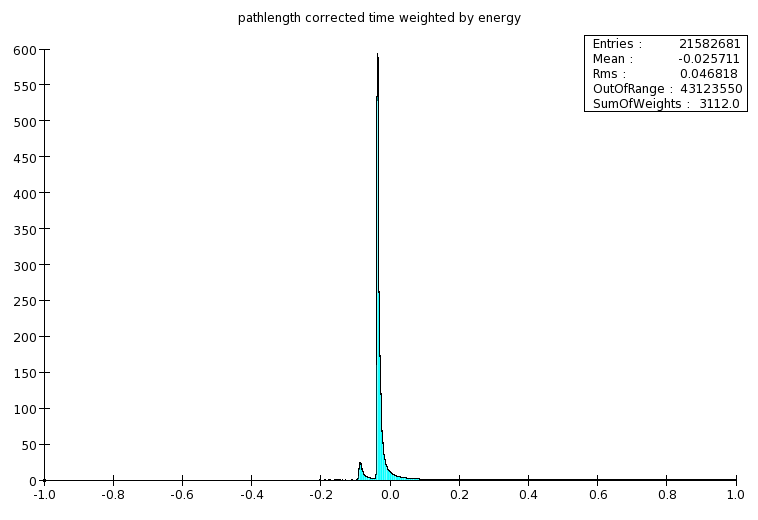 pathlength corrected time weighted by energy
Entries : 21582681
Mean : -0.025711
Rms : 0.046818
OutOfRange : 43123550
SumOfWeights : 3112.0
600
550
500
450
400
350
300
250
200
150
100
50
0
-1.0 -0.8 -0.6 -0.4 -0.2 0.0 0.2 0.4 0.6 0.8 1.0